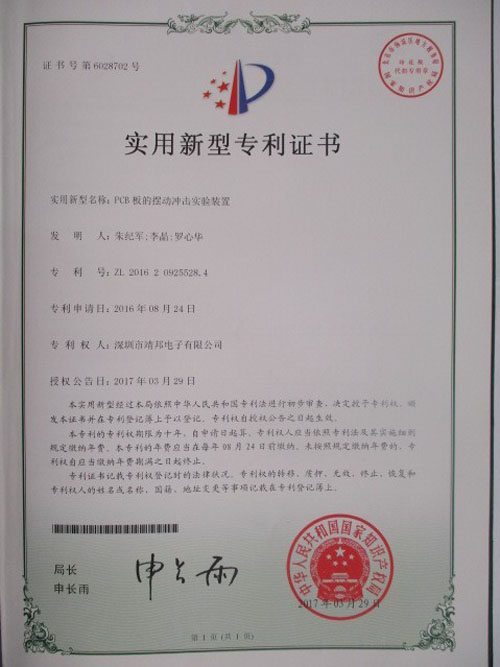 证书号第6028702号
实用新型专利证书
实用新型名称：PCB板的摆动冲击实验装置
发明人：朱纪军;李晶;罗心华
专利号：ZL 2016 2 0925528.4
专利申请日：2016年08月24日
专利权人：深圳市靖邦电子有限公司
授权公告日：2017年03月29日
本实用新型经过本局依照中华人民共和国专利法进行初步审查，决定授予专利权，颁
发本证书并在专利登记簿上予以登记。专利权自授权公告之日起生效。
本专利的专利权期限为十年，自申请日起算。专利权人应当依照专利法及其实施细则
规定缴纳年费。本专利的年费应当在每年08月24日前缴纳。未按照规定缴纳年费的，专
利权自应当缴纳年费期满之日起终止。
专利证书记载专利权登记时的法律状况。专利权的转移、质押、无效、终止、恢复和
专利权人的姓名或名称、国籍、地址变更等事项记载在专利登记簿上。
局长
申长雨
申长雨
中华人民共和国国家知识产权局
2017年03月29日
第1页(共1页)